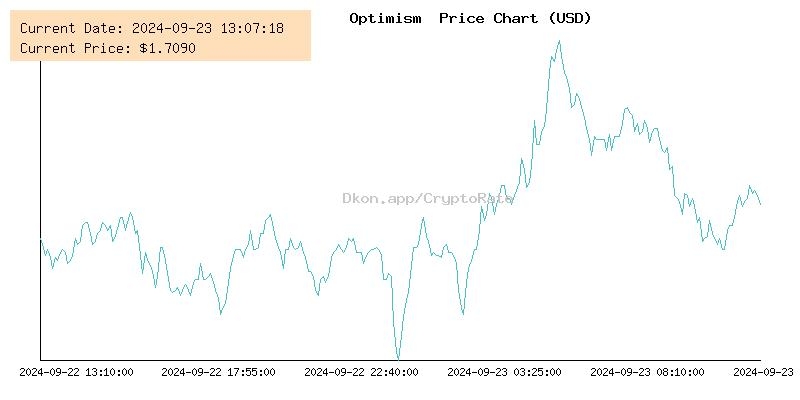 Optimism  Price Chart (USD)
Current Date: 2024-09-23 13:07:18
Current Price: $1.7090
Dkon.app/CryptoRate
2024-09-22 13:10:00 2024-09-22 17:55:00 2024-09-22 22:40:00 2024-09-23 03:25:00 2024-09-23 08:10:00 2024-09-23